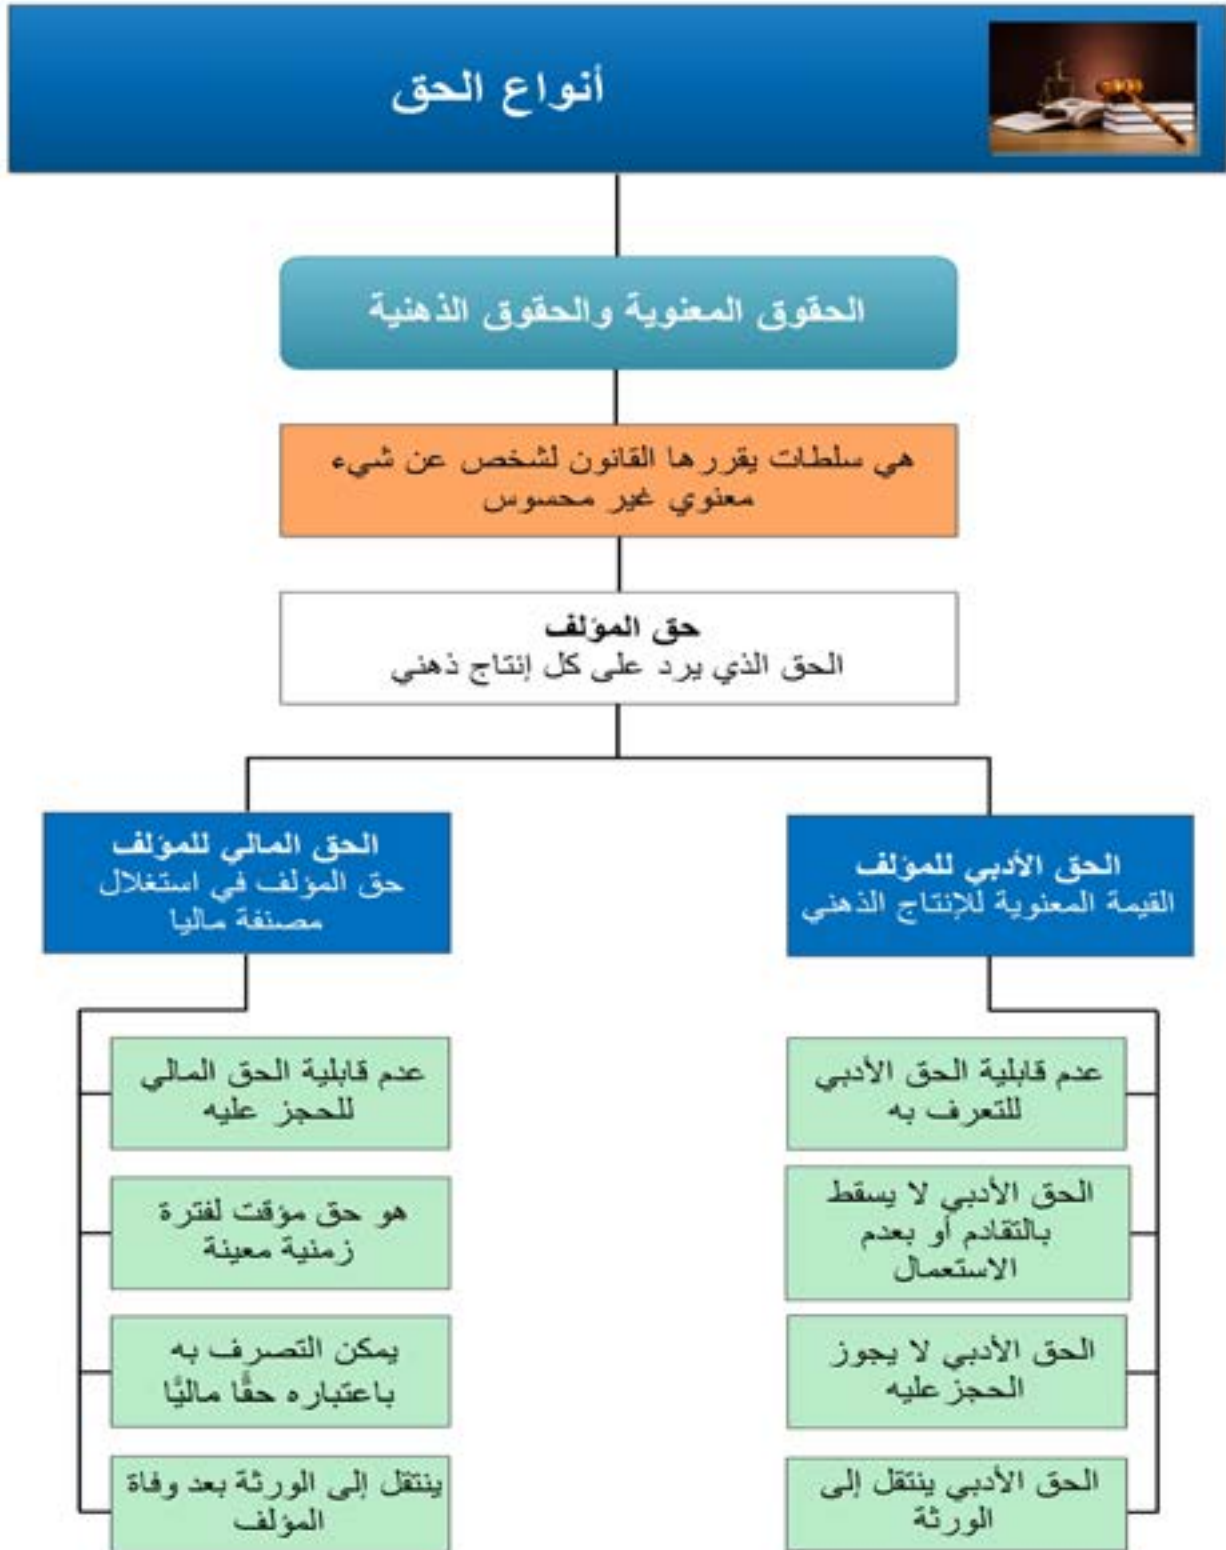 أنواع الحق
الحقوق المعنوية والحقوق الذهنية
هي سلطات يقررها القانون لشخص عن شيء
معنوي غير محسوس
حق المؤلف
الحق الذي يرد على كل إنتاج ذهني
الحق الأدبي للمؤلف
القيمة المعنوية للإنتاج الذهني
عدم قابلية الحق الأدبي
للتعرف به
الحق الأدبي لا يسقط
بالتقادم أو بعدم
الاستعمال
الحق الأدبي لا يجوز
الحجز عليه
الحق الأدبي ينتقل إلى
الورثة
الحق المالي للمؤلف
حق المؤلف في استغلال
مصنفة ماليا
عدم قابلية الحق المالي
للحجز عليه
هو حق مؤقت لفترة
زمنية معينة
يمكن التصرف به
باعتباره حقًّا ماليًّا
ينتقل إلى الورثة بعد وفاة
المؤلف